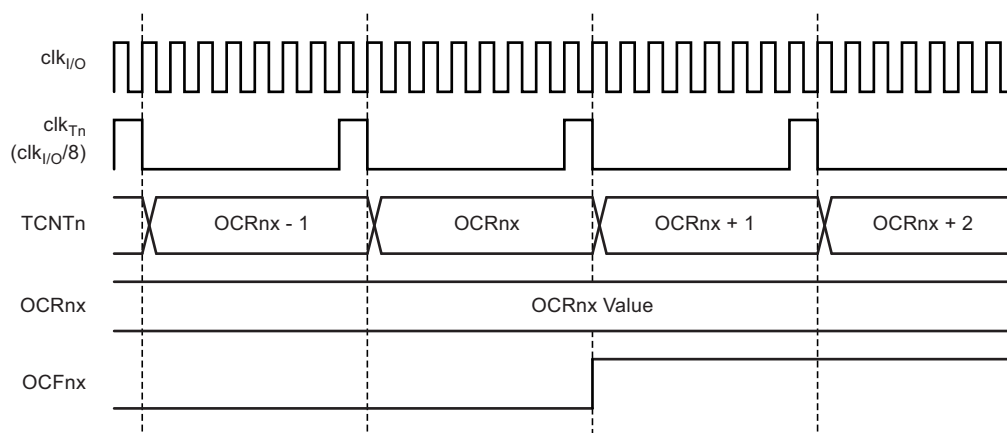 clkI/O
clkTn
(clkI/O/8)
TCNTn
OCRnx - 1
OCRnx
OCRnx + 1
OCRnx + 2
OCRnx
OCRnx Value
OCFnx